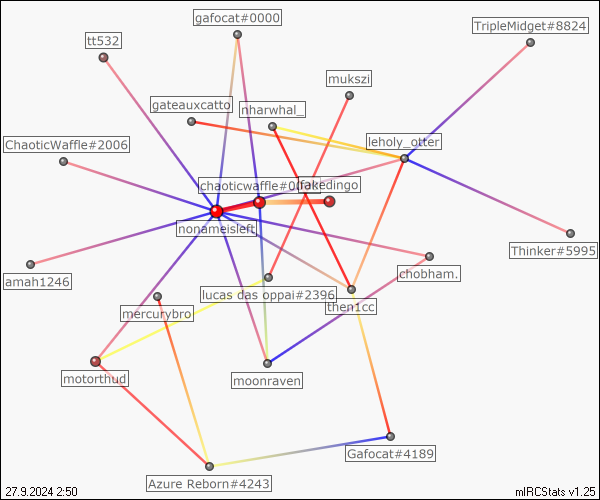 gafocat#0000
TripleMidget#8824
tt532
mukszi
gateauxcatto
nharwhal_
leholy_otter
ChaoticWaffle#2006
chaoticwaffle#0
fakedingo
nonameisleft
Thinker#5995
chobham.
amah1246
lucas das oppai#2396
then1cc
mercurybro
motorthud
moonraven
Gafocat#4189
Azure Reborn#4243
27.9.2024 2:50
mIRCStats v1.25